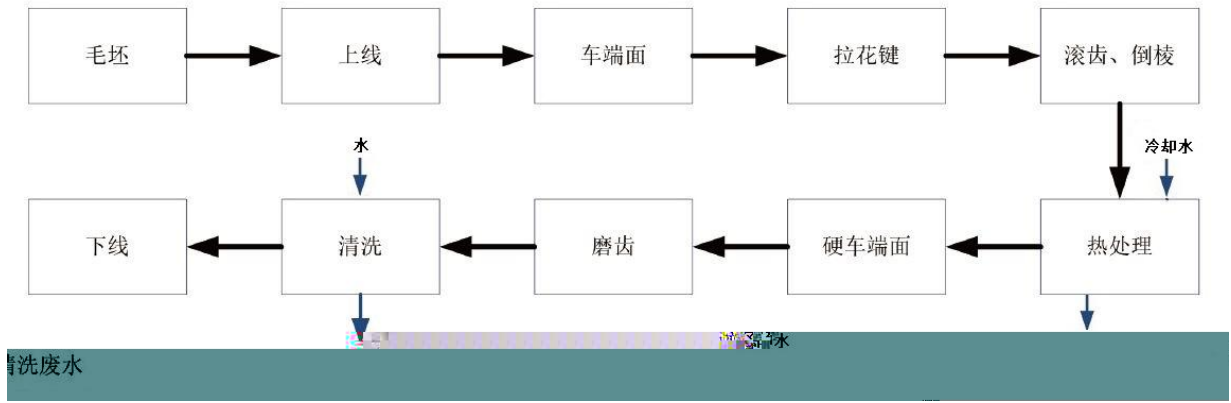 毛坯
上线
车端面
拉花键
滚齿、倒棱
水
冷却水
下线
清洗
磨齿
硬车端面
热处理
水
清洗废水